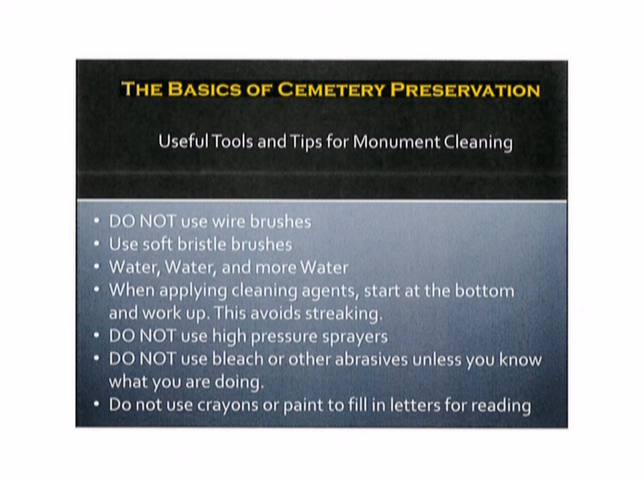 THE BASICS OF CEMETERY PRESERVATION
Useful Tools and Tips for Monument Cleaning
• DO NOT use wire brushes
• Use soft bristle brushes
• Water, Water, and more Water
• When applying cleaning agents, start at the bottom
and work up. This avoids streaking.
• DO NOT use high pressure sprayers
• DO NOT use bleach or other abrasives unless you know
what you are doing.
• Do not use crayons or paint to fill in letters for reading